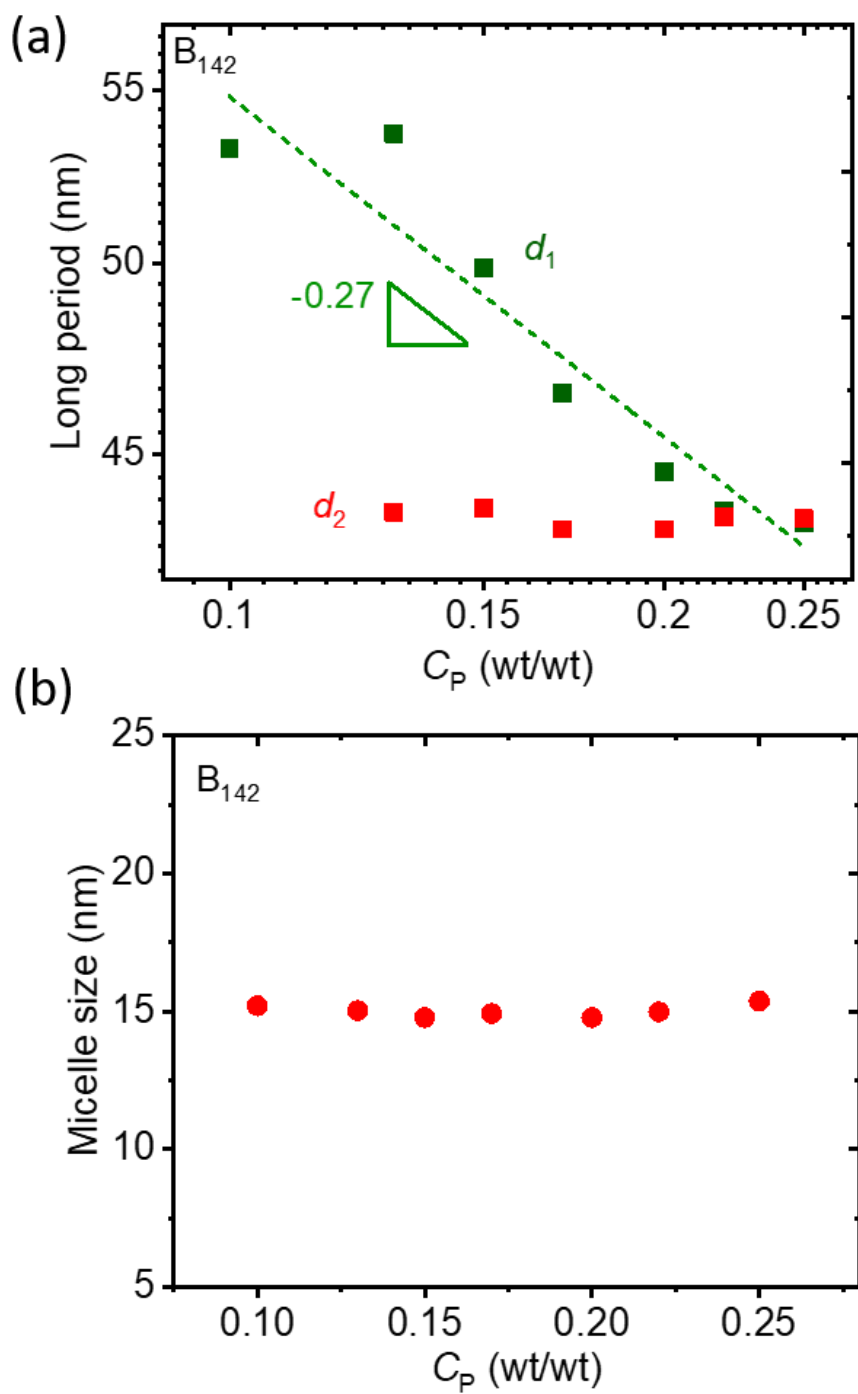 (a)
B142
55
50
45
Long period (nm)
d1
-0.27
d2
0.1 0.15 0.2 0.25
CP (wt/wt)
(b)
B142
25
20
15
10
5
Micelle size (nm)
0.10 0.15 0.20 0.25
CP (wt/wt)